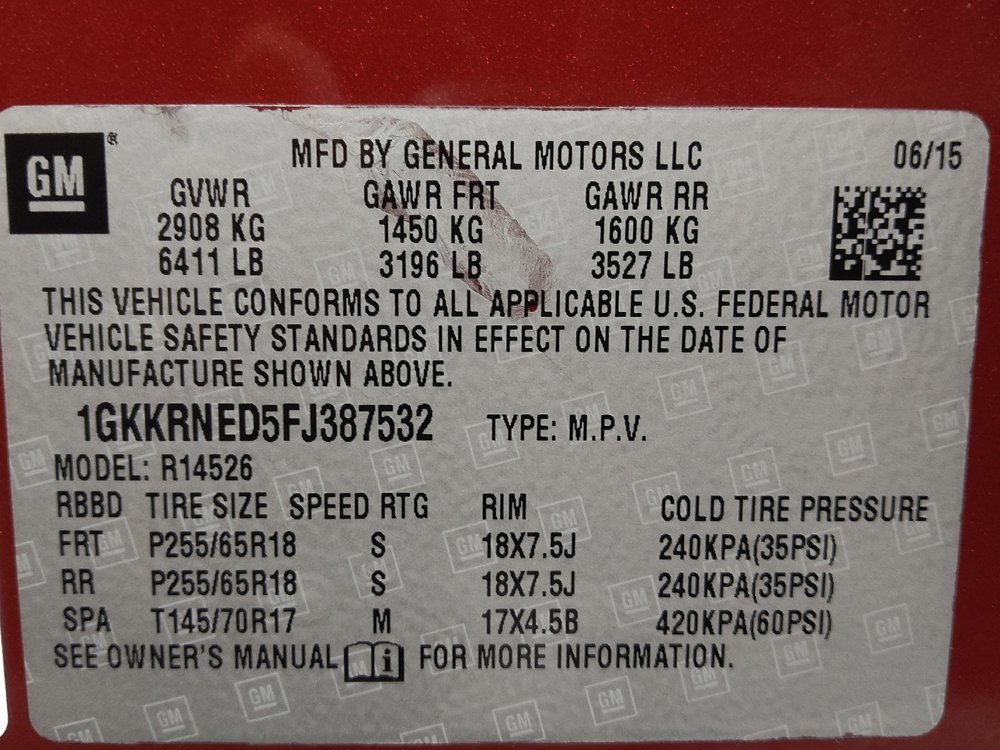 GM®
MFD BY GENERAL MOTORS LLC 06/15
GVWR GAWR FRT GAWR RR
2908 KG 1450 KG 1600 KG
6411 LB 3196 LB 3527 LB
THIS VEHICLE CONFORMS TO ALL APPLICABLE U.S. FEDERAL MOTOR
VEHICLE SAFETY STANDARDS IN EFFECT ON THE DATE OF
MANUFACTURE SHOWN ABOVE.
1GKKRNED5FJ387532 TYPE: M.P.V.
MODEL: R14526
RBBD TIRE SIZE SPEED RTG RIM COLD TIRE PRESSURE
FRT P255/65R18 S 18X7.5J 240KPA(35PSI)
RR P255/65R18 S 18X7.5J 240KPA(35PSI)
SPA T145/70R17 M 17X4.5B 420KPA(60PSI)
SEE OWNER'S MANUAL i FOR MORE INFORMATION.